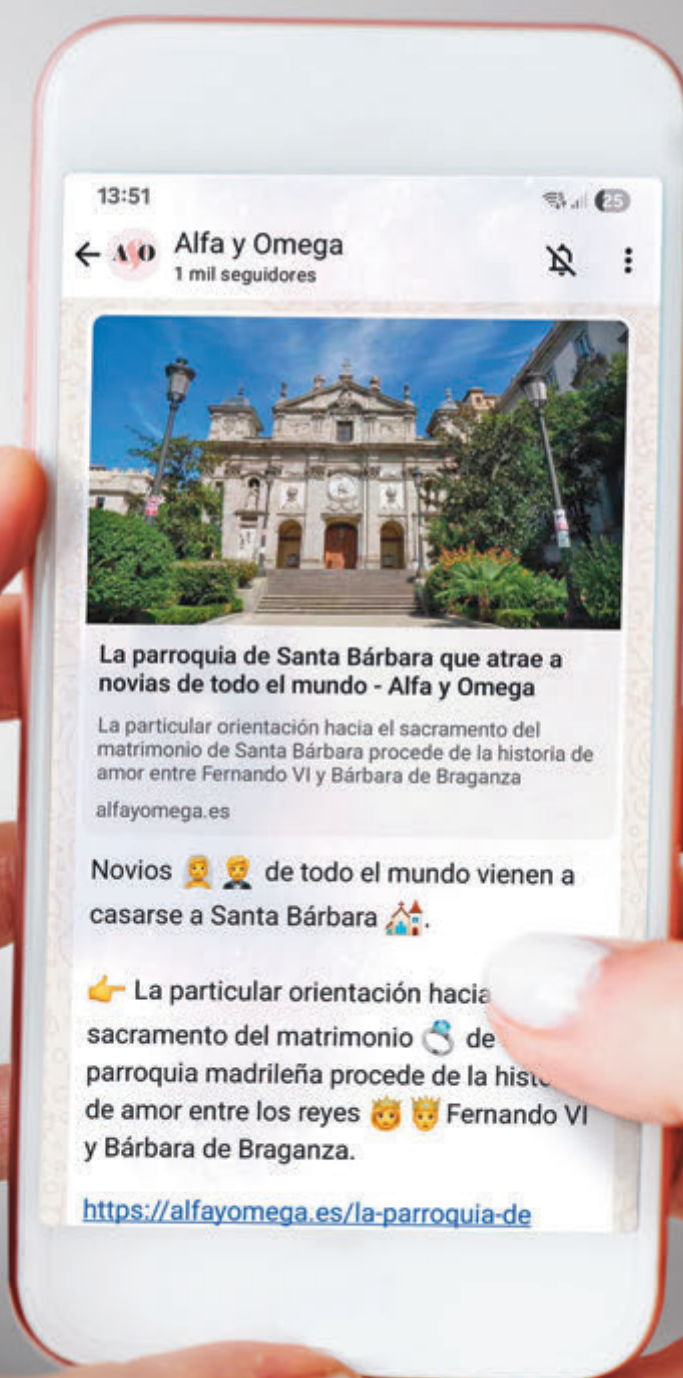 13:51
25
A&O Alfa y Omega
1 mil seguidores
La parroquia de Santa Bárbara que atrae a
novias de todo el mundo - Alfa y Omega
La particular orientación hacia el sacramento del
matrimonio de Santa Bárbara procede de la historia de
amor entre Fernando VI y Bárbara de Braganza
alfayomega.es
Novios 👰 🤵 de todo el mundo vienen a
casarse a Santa Bárbara 💒.
👉 La particular orientación hacia
sacramento del matrimonio 💍 de
parroquia madrileña procede de la
de amor entre los reyes 👸 🤴 Fernando VI
y Bárbara de Braganza.
https://alfayomega.es/la-parroquia-de